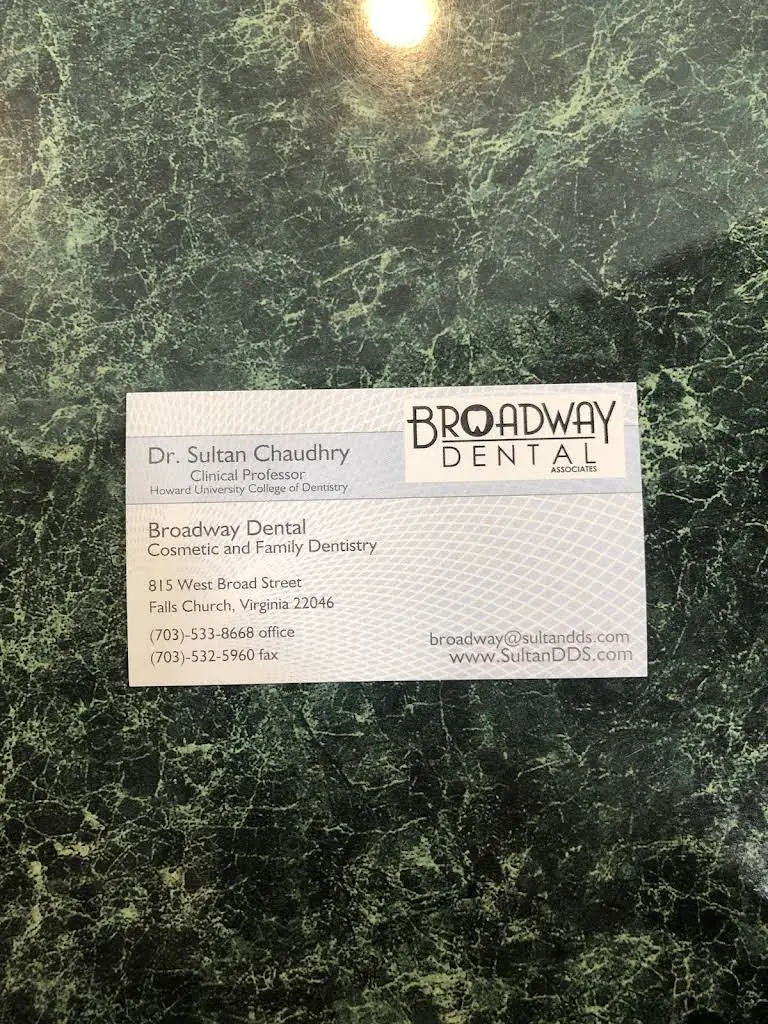 BROADWAY
DENTAL
ASSOCIATES
Dr. Sultan Chaudhry
Clinical Professor
Howard University College of Dentistry
Broadway Dental
Cosmetic and Family Dentistry
815 West Broad Street
Falls Church, Virginia 22046
(703)-533-8668 office
(703)-532-5960 fax
broadway@sultandds.com
www.SultanDDS.com